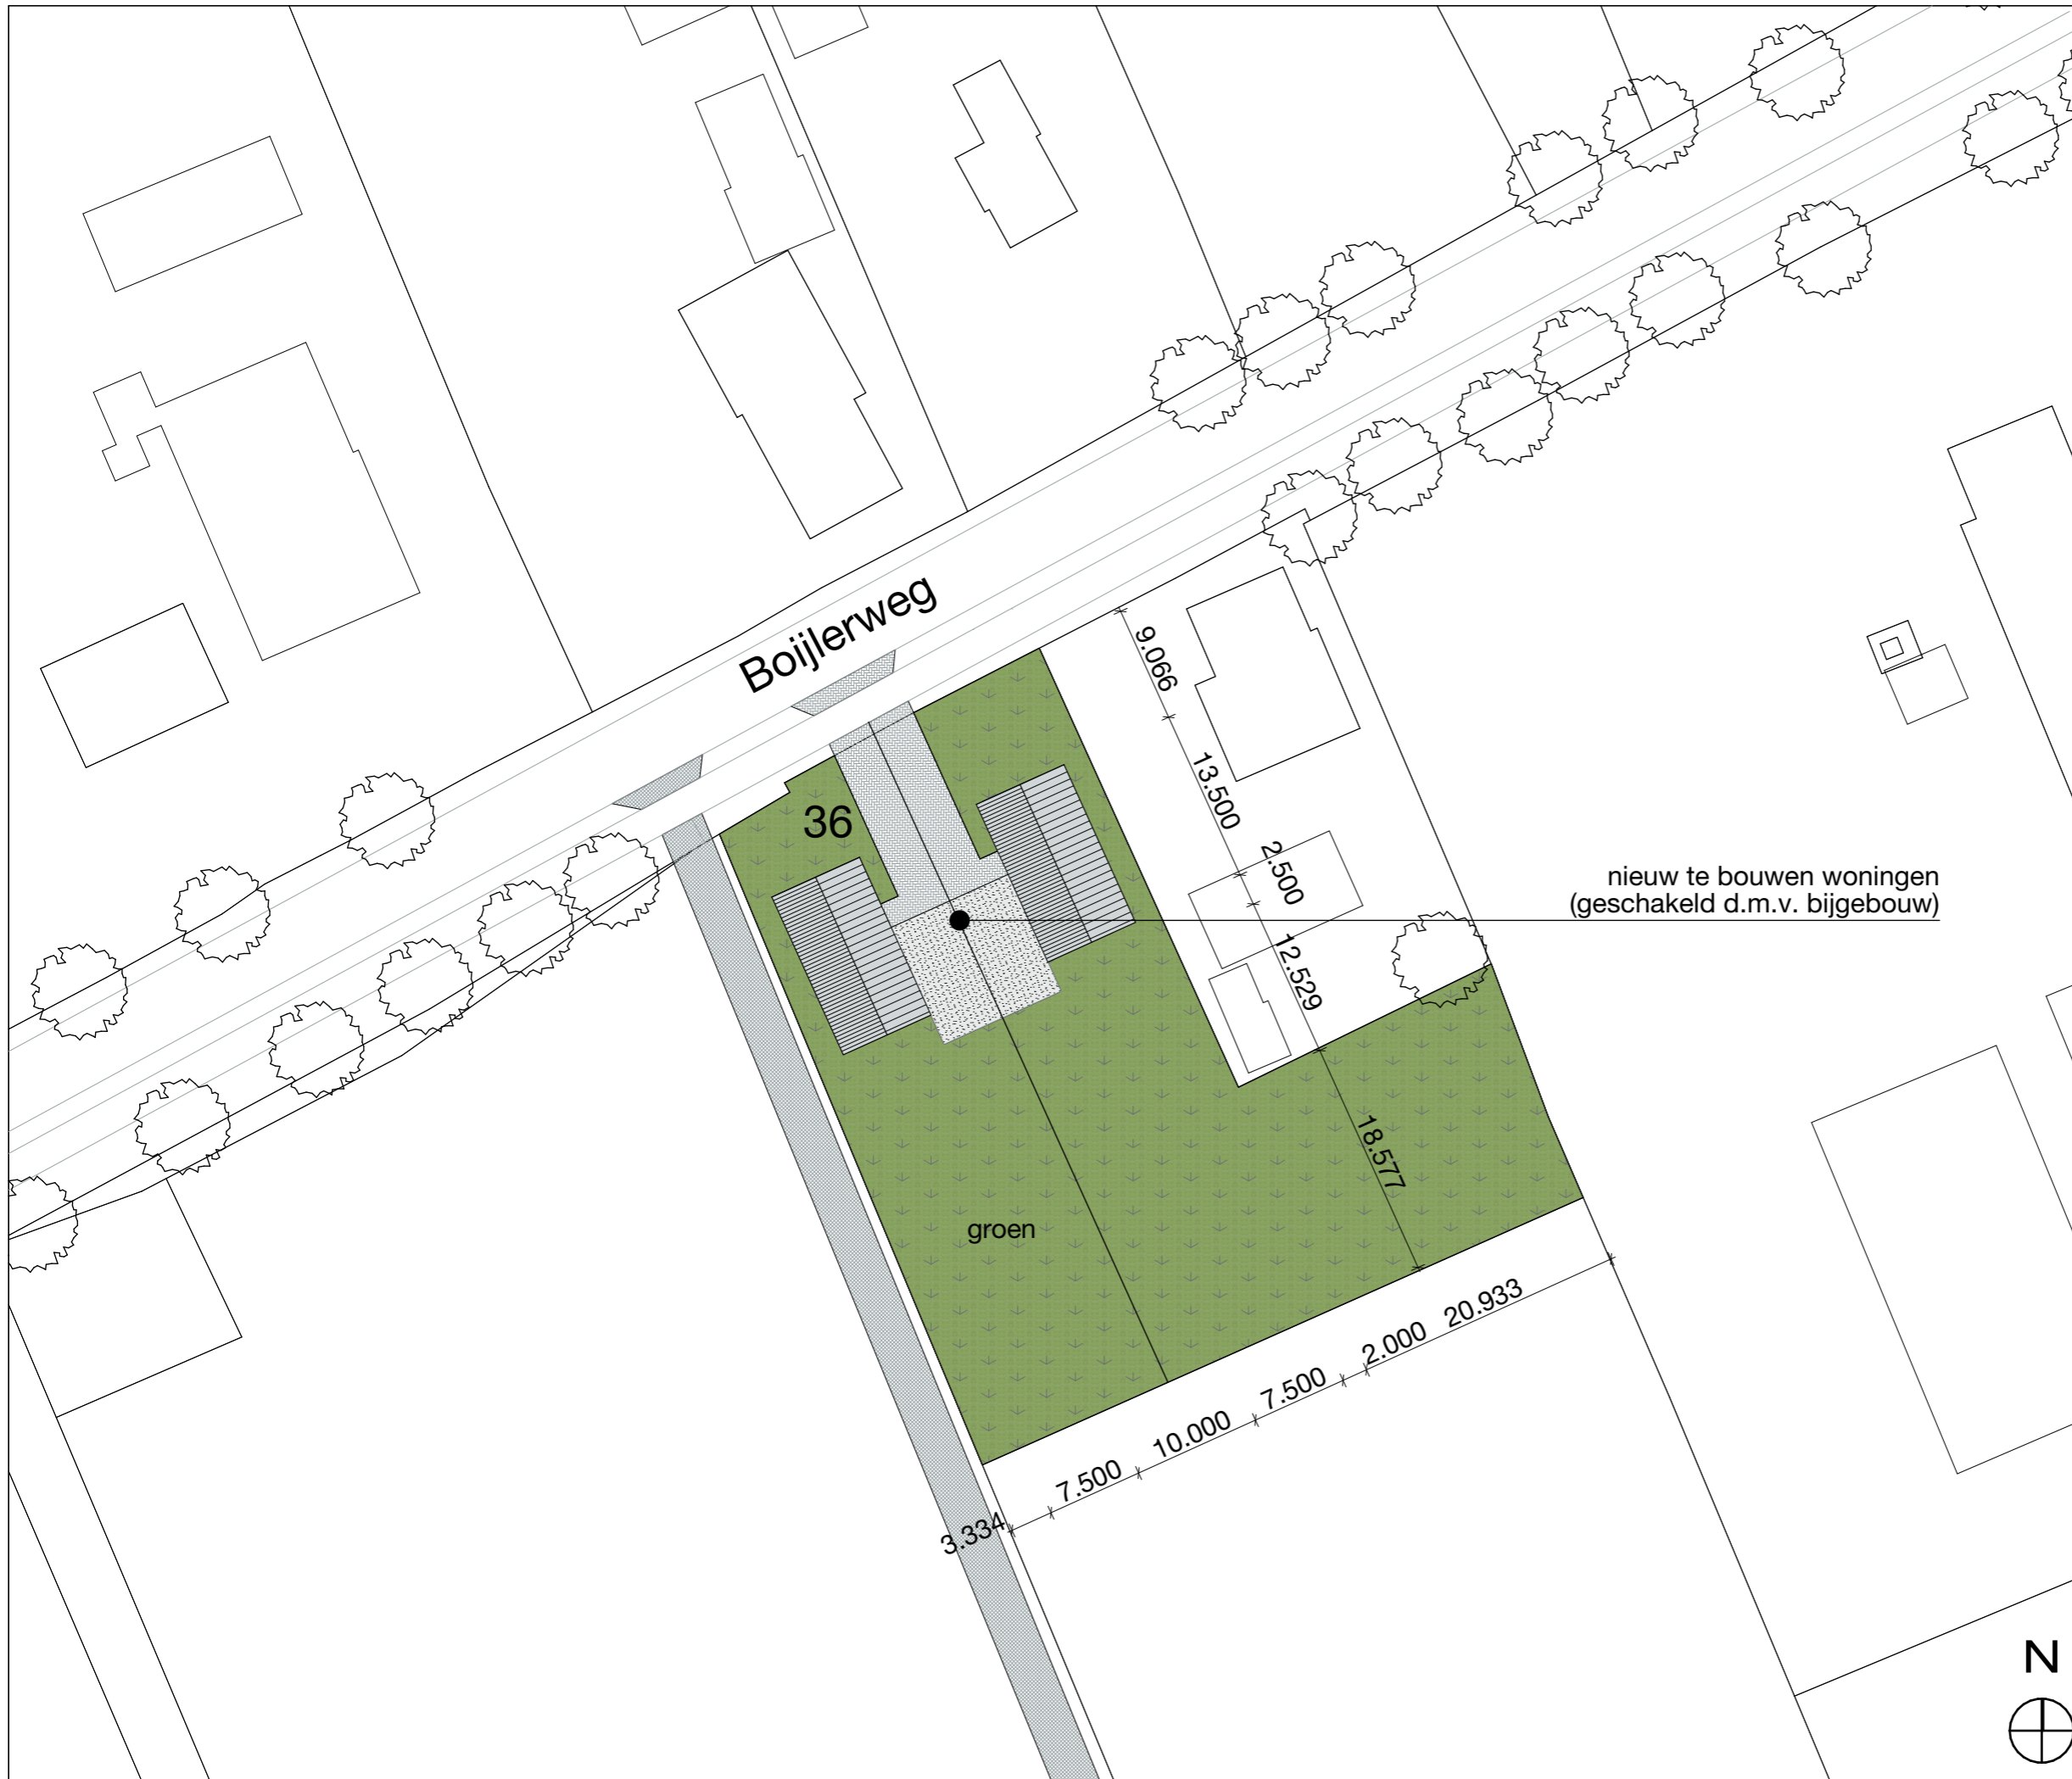 Boijlerweg
9.066
13.500
36
2.500
nieuw te bouwen woningen
(geschakeld d.m.v. bijgebouw)
12.529
18.577
groen
20.933
2.000
7.500
10.000
7.500
3.334
N